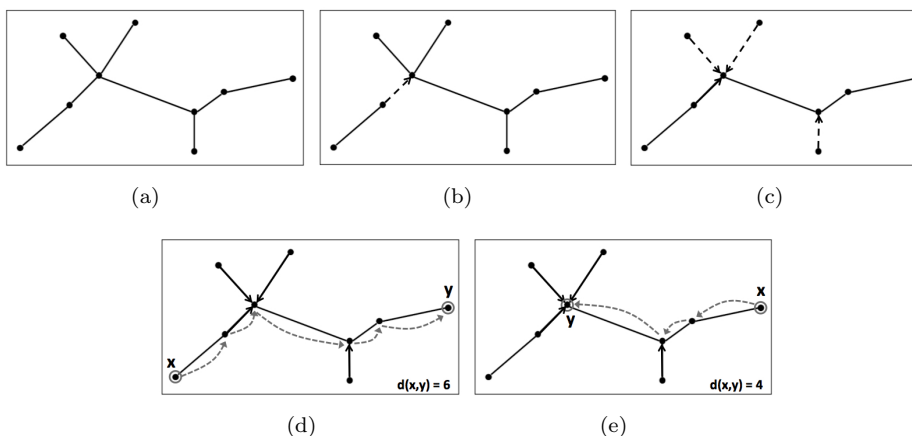 (a)
(b)
(c)
x
y
d(x,y) = 6
y
x
d(x,y) = 4
(d)
(e)